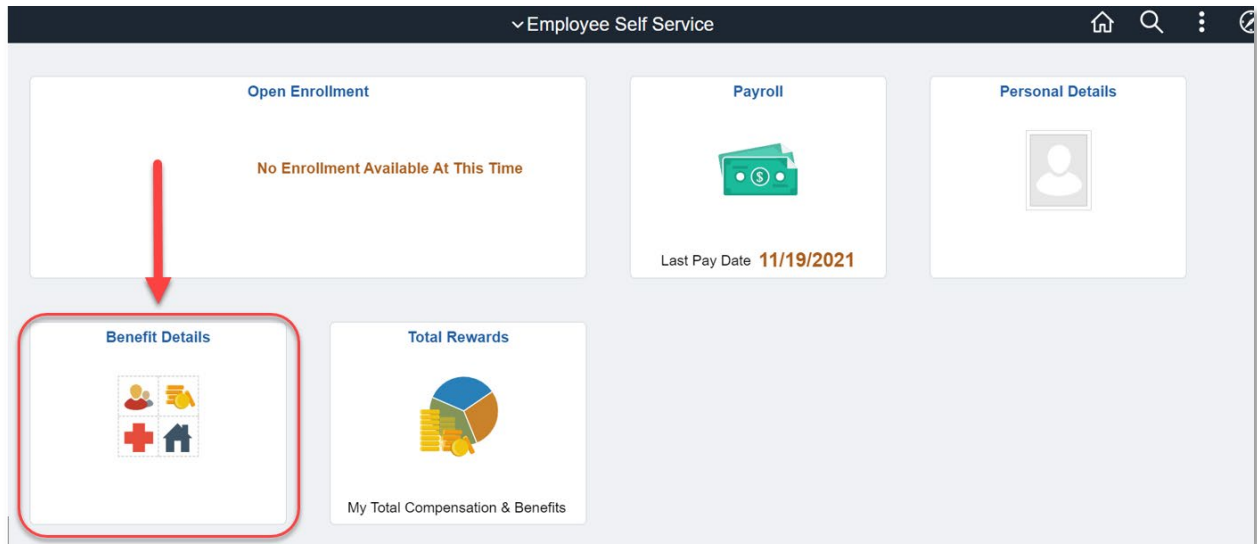 Employee Self Service
Open Enrollment
No Enrollment Available At This Time
Payroll
$
Last Pay Date 11/19/2021
Personal Details
Benefit Details
Total Rewards
My Total Compensation & Benefits